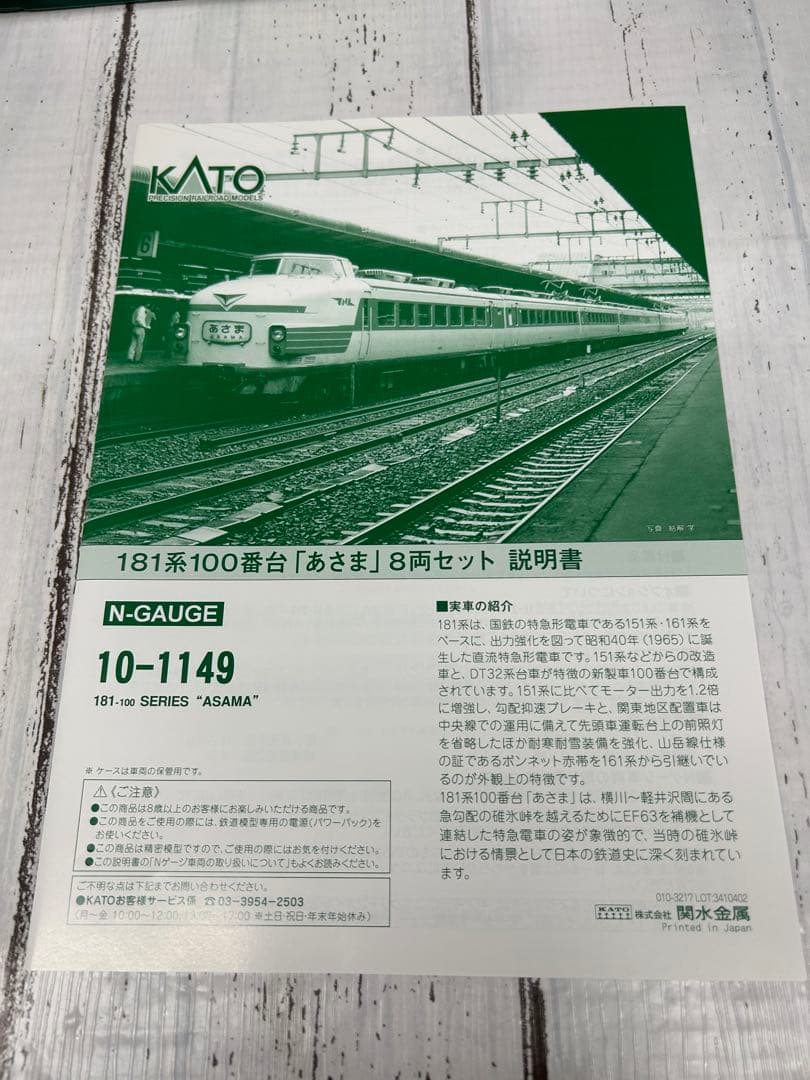 KATO
PRECISION RAILROAD MODELS
6
あさま
ASAMA
181系100番台「あさま」8両セット 説明書
N-GAUGE
10-1149
181-100 SERIES “ASAMA”
※ ケースは車両の保管用です。
⚠《ご注意》
●この商品は8歳以上のお客様にお楽しみいただける商品です。
●この商品をご使用の際には、鉄道模型専用の電源(パワーパック)を
お使いください。
●この商品は精密模型ですので、ご使用の際にはお気を付けください。
●この説明書の「Nゲージ車両の取り扱いについて」もよくお読みください。
ご不明な点は下記までお問い合わせください。
●KATOお客様サービス係 ☎03-3954-2503
〈月～金 10:00～12:00、13:00～17:00 ※土日・祝日・年末年始休み〉
■実車の紹介
181系は、国鉄の特急形電車である151系・161系を
ベースに、出力強化を図って昭和40年(1965)に誕
生した直流特急形電車です。151系などからの改造
車と、DT32系台車が特徴の新製車100番台で構成
されています。151系に比べてモーター出力を1.2倍
に増強し、勾配抑速ブレーキと、関東地区配置車は
中央線での運用に備えて先頭車運転台上の前照灯
を省略したほか耐寒耐雪装備を強化、山岳線仕様
の証であるボンネット赤帯を161系から引継いでい
るのが外観上の特徴です。
181系100番台「あさま」は、横川～軽井沢間にある
急勾配の碓氷峠を越えるためにEF63を補機として
連結した特急電車の姿が象徴的で、当時の碓氷峠
における情景として日本の鉄道史に深く刻まれてい
ます。
010-3217 LOT:3410402
KATO 株式会社 関水金属
Printed in Japan